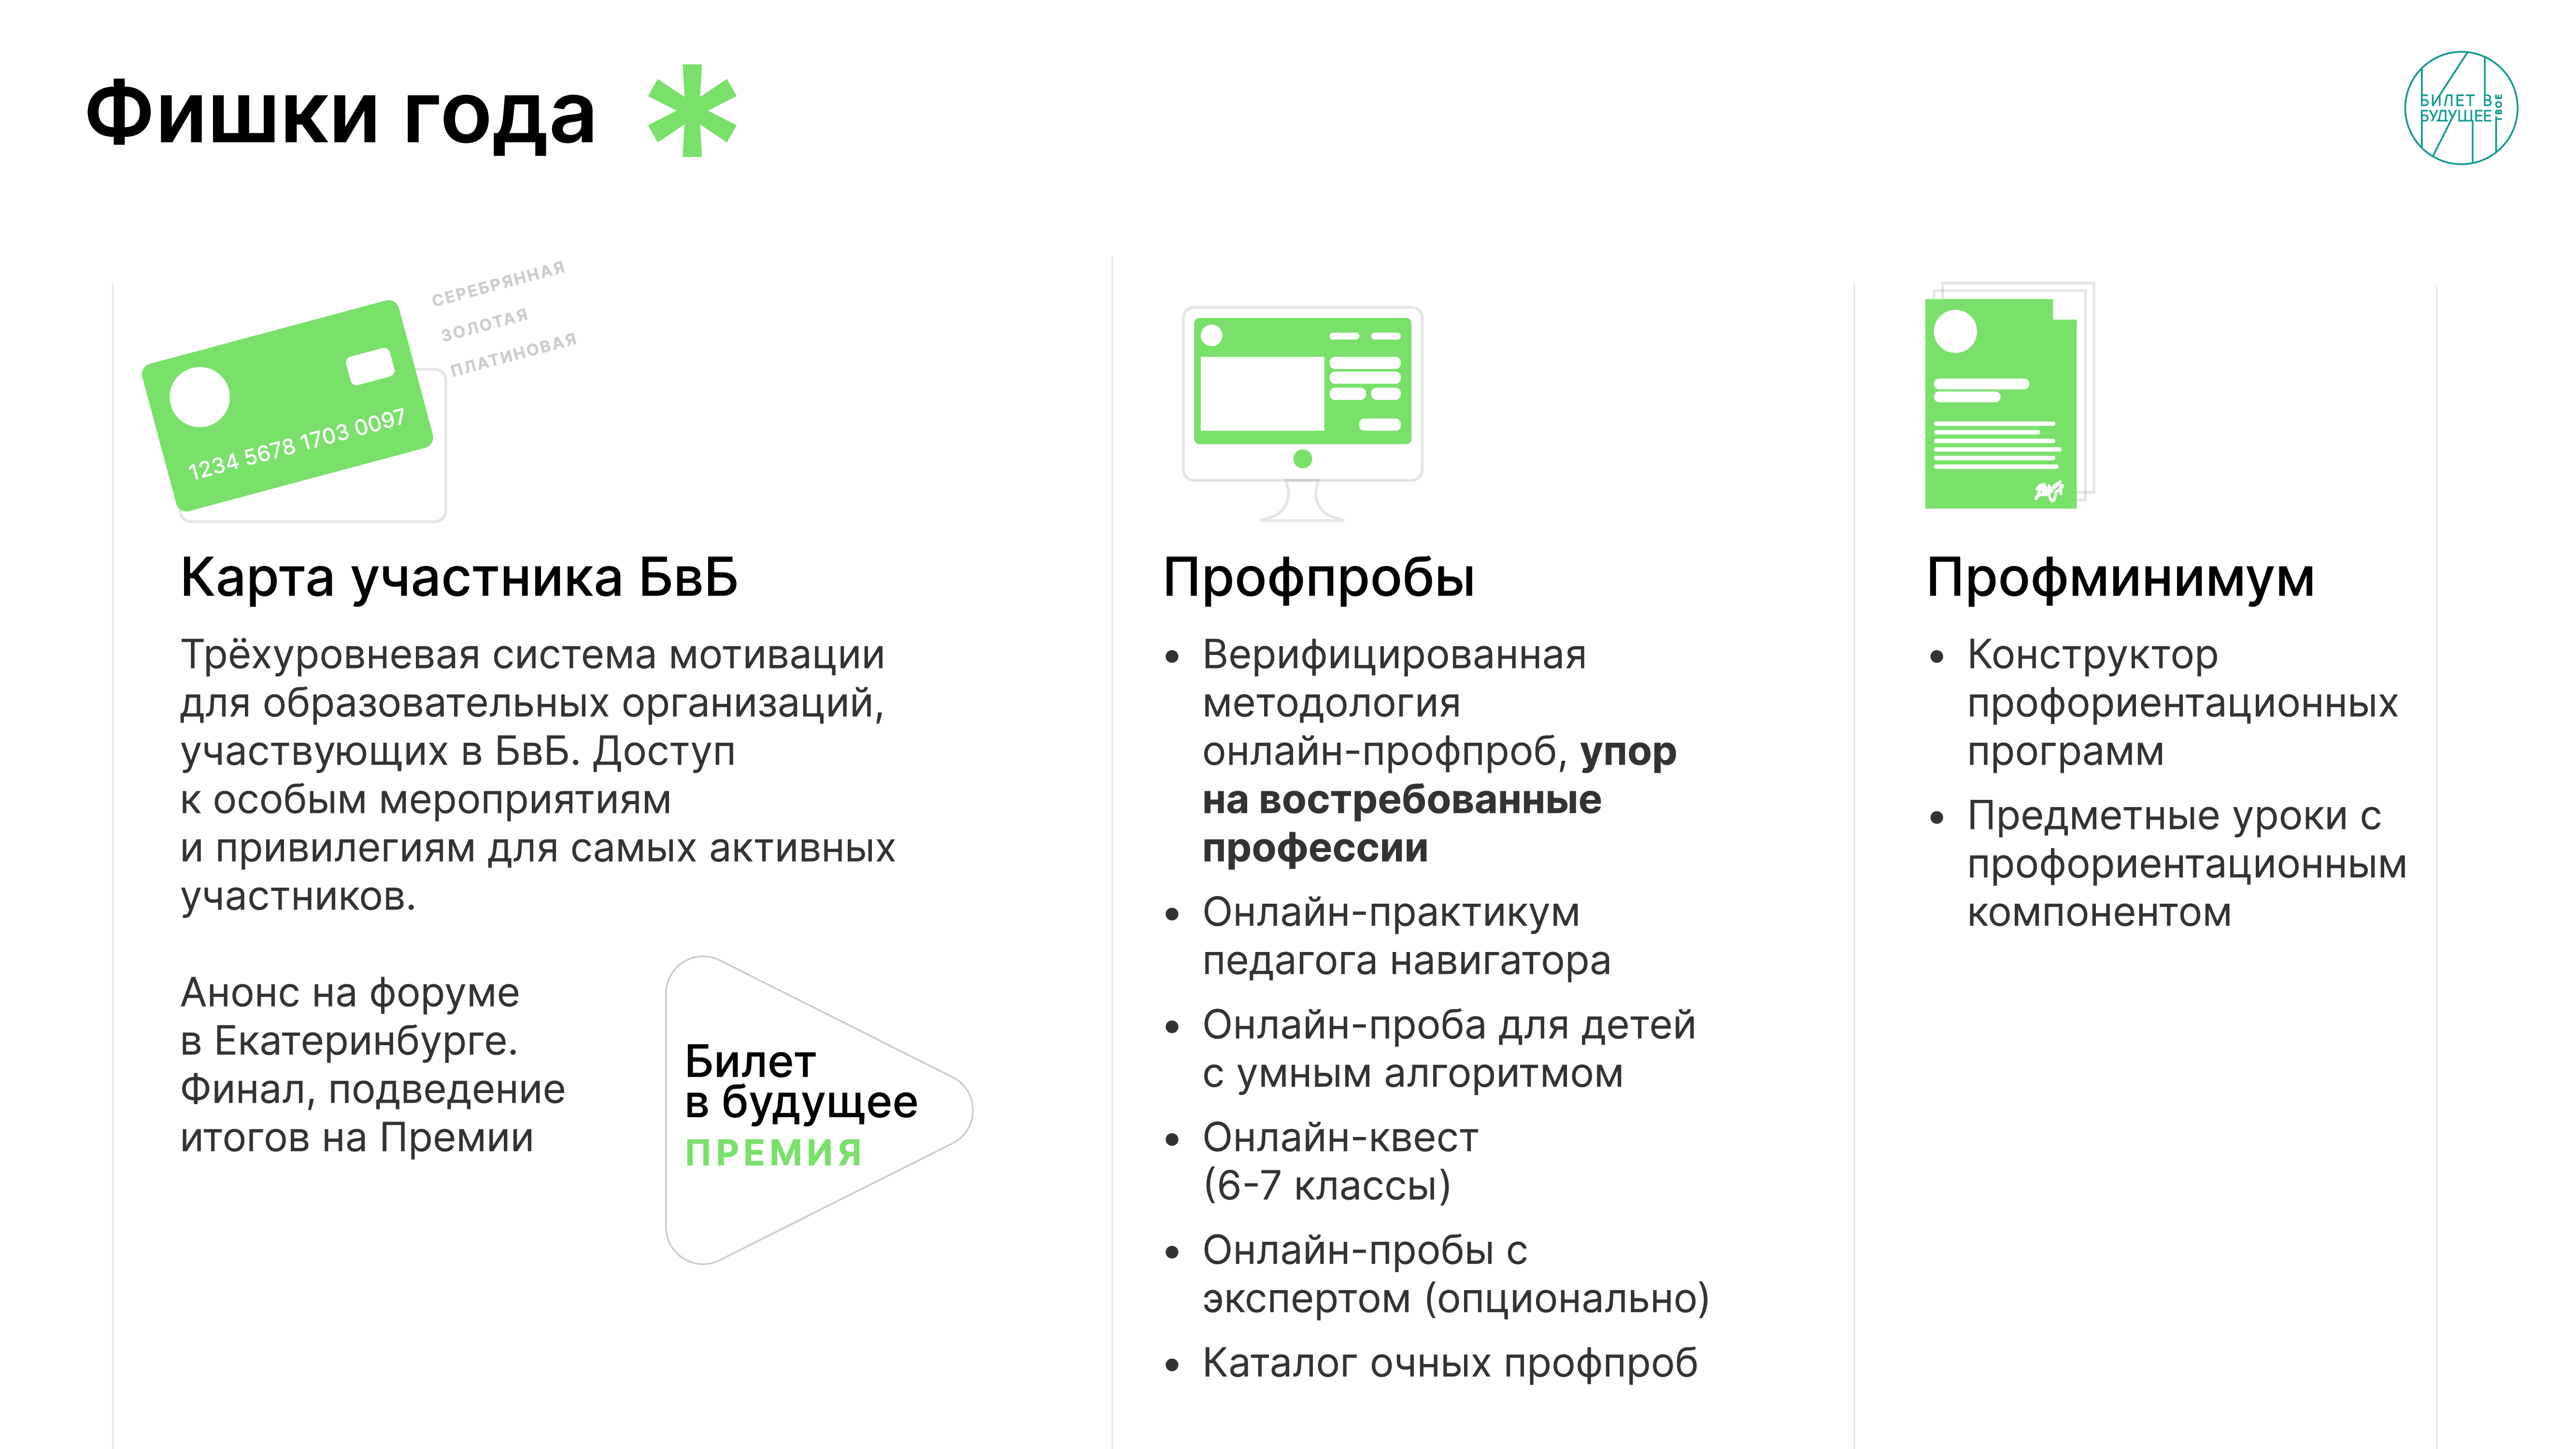 Фишки года
БИЛЕТ В
БУДУЩЕЕ
ТВОЕ
СЕРЕБРЯННАЯ
ЗОЛОТАЯ
ПЛАТИНОВАЯ
1234 5678 1703 0097
Карта участника БвБ
Трёхуровневая система мотивации
для образовательных организаций,
участвующих в БвБ. Доступ
к особым мероприятиям
и привилегиям для самых активных
участников.
Анонс на форуме
в Екатеринбурге.
Финал, подведение
итогов на Премии
Билет
в будущее
ПРЕМИЯ
Профпробы
• Верифицированная
методология
онлайн-профпроб, упор
на востребованные
профессии
• Онлайн-практикум
педагога навигатора
• Онлайн-проба для детей
с умным алгоритмом
• Онлайн-квест
(6-7 классы)
• Онлайн-пробы с
экспертом (опционально)
• Каталог очных профпроб
Профминимум
• Конструктор
профориентационных
программ
• Предметные уроки с
профориентационным
компонентом